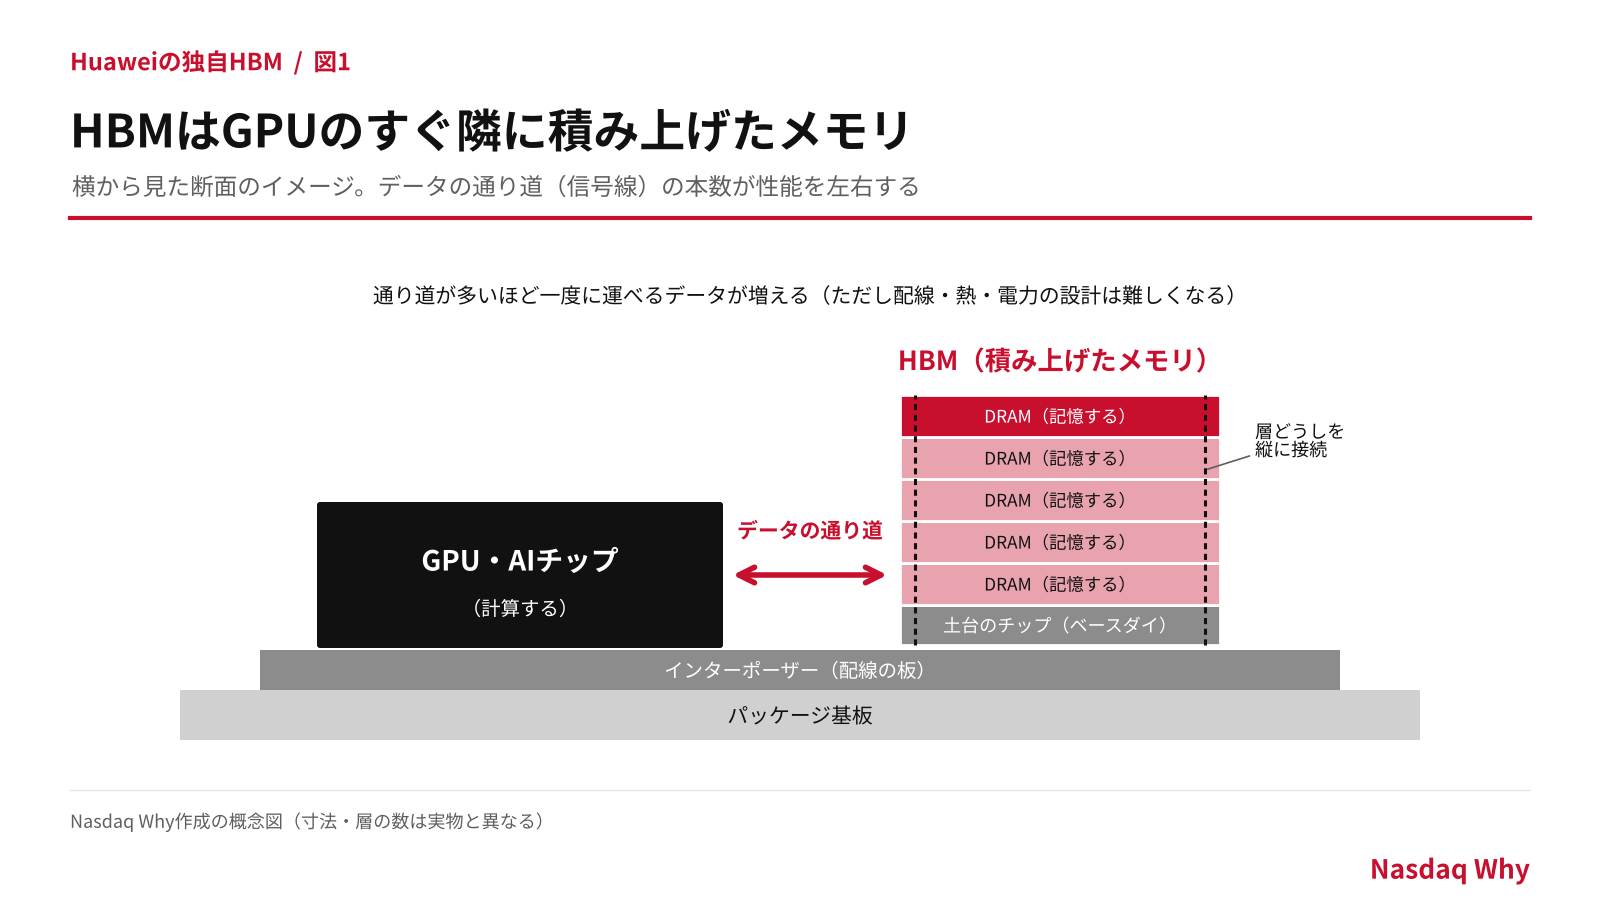 Huaweiの独自HBM / 図1
HBMはGPUのすぐ隣に積み上げたメモリ
横から見た断面のイメージ。データの通り道（信号線）の本数が性能を左右する
通り道が多いほど一度に運べるデータが増える（ただし配線・熱・電力の設計は難しくなる）
HBM（積み上げたメモリ）
DRAM（記憶する）
DRAM（記憶する）
DRAM（記憶する）
DRAM（記憶する）
DRAM（記憶する）
土台のチップ（ベースダイ）
層どうしを
縦に接続
データの通り道
GPU・AIチップ
（計算する）
インターポーザー（配線の板）
パッケージ基板
Nasdaq Why作成の概念図（寸法・層の数は実物と異なる）
Nasdaq Why